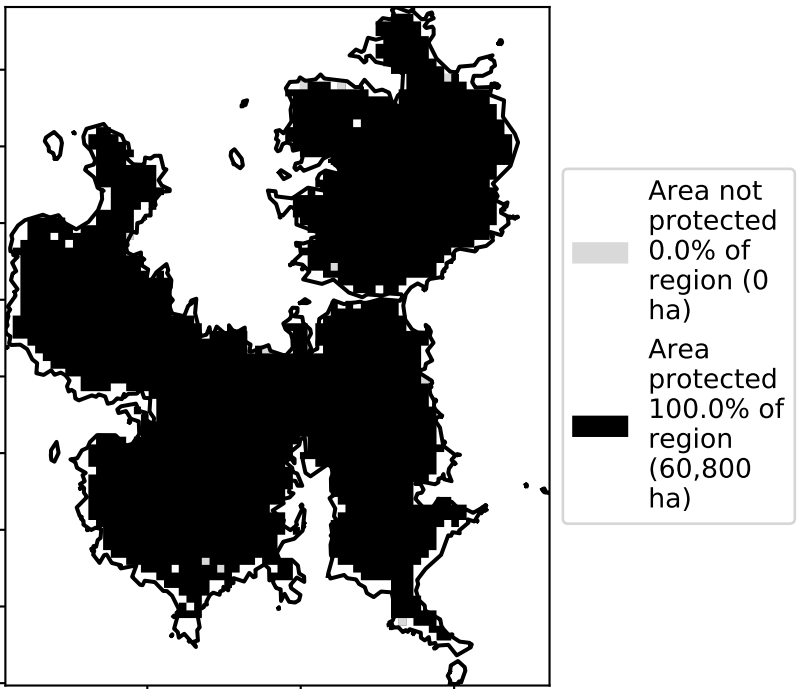 Area not
protected
0.0% of
region (0
ha)
Area
protected
100.0% of
region
(60,800
ha)